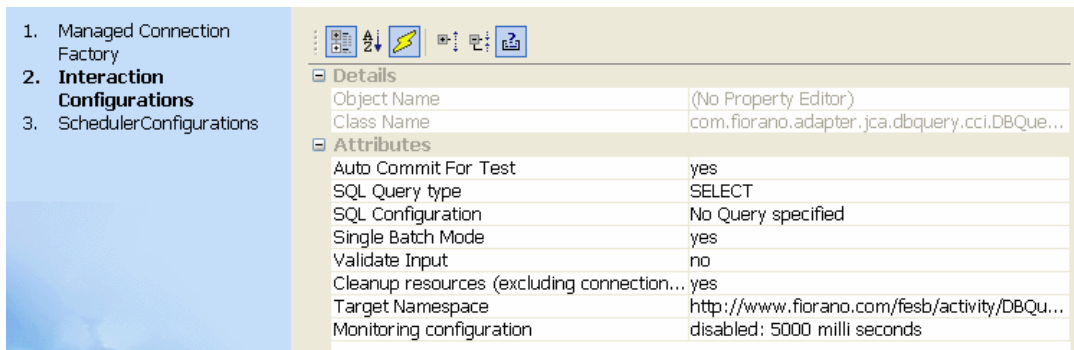 1. Managed Connection
Factory
2. Interaction
Configurations
3. SchedulerConfigurations
Details
Object Name (No Property Editor)
Class Name com.fiorano.adapter.jca.dbquery.cci.DBQue...
Attributes
Auto Commit For Test yes
SQL Query type SELECT
SQL Configuration No Query specified
Single Batch Mode yes
Validate Input no
Cleanup resources (excluding connection... yes
Target Namespace http://www.fiorano.com/fesb/activity/DBQu...
Monitoring configuration disabled: 5000 milli seconds